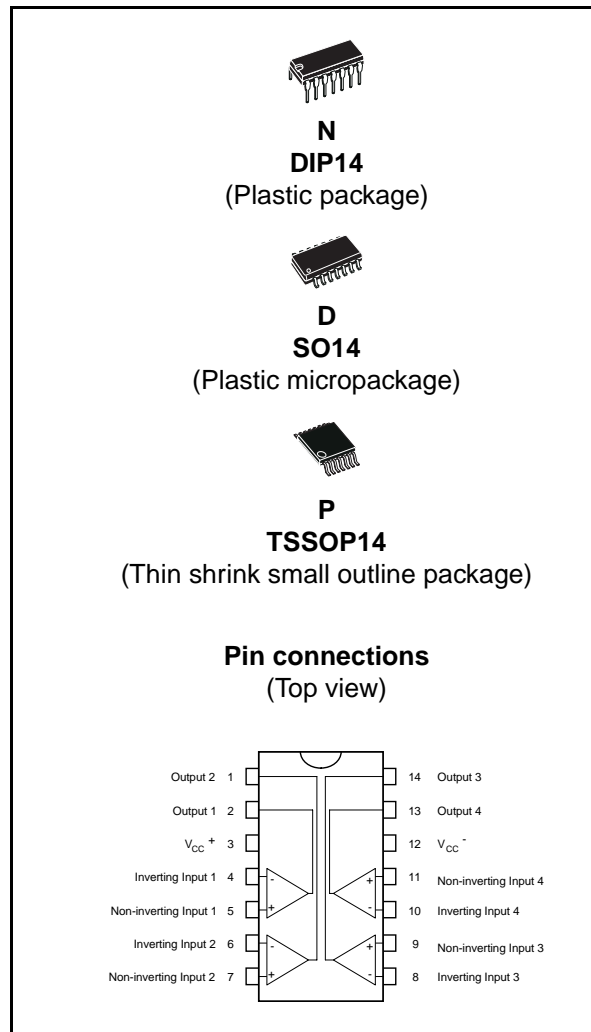 N
DIP14
(Plastic package)
D
SO14
(Plastic micropackage)
P
TSSOP14
(Thin shrink small outline package)
Pin connections
(Top view)
Output 2 1 14 Output 3
Output 1 2 13 Output 4
VCC + 3 12 VCC -
Inverting Input 1 4 - + 11 Non-inverting Input 4
Non-inverting Input 1 5 + - 10 Inverting Input 4
Inverting Input 2 6 - + 9 Non-inverting Input 3
Non-inverting Input 2 7 + - 8 Inverting Input 3